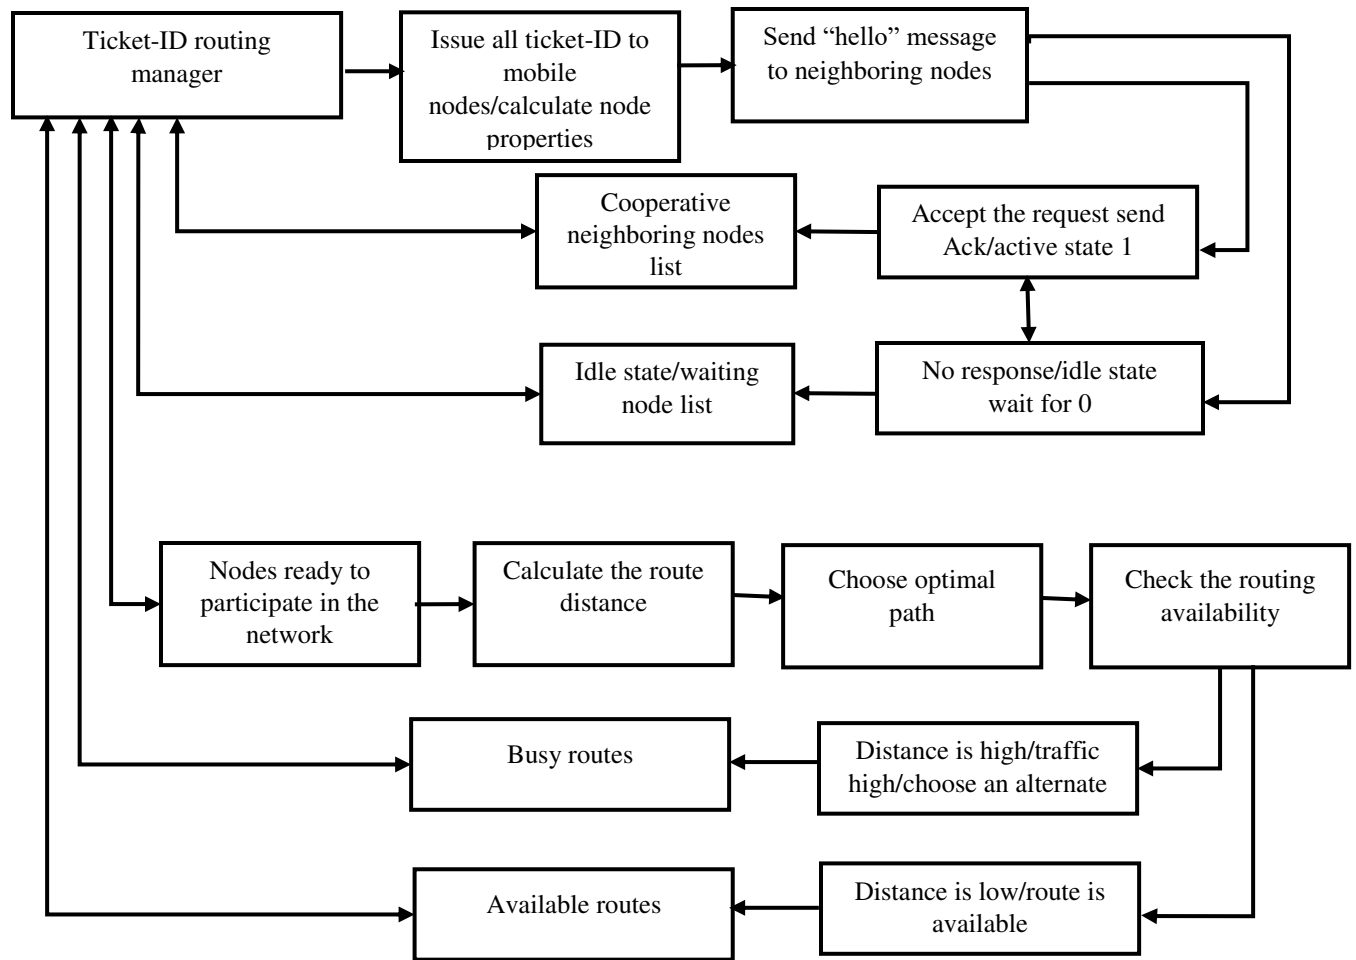 Ticket-ID routing
manager
Issue all ticket-ID to
mobile
nodes/calculate node
properties
Send “hello” message
to neighboring nodes
Cooperative
neighboring nodes
list
Accept the request send
Ack/active state 1
Idle state/waiting
node list
No response/idle state
wait for 0
Nodes ready to
participate in the
network
Calculate the route
distance
Choose optimal
path
Check the routing
availability
Busy routes
Distance is high/traffic
high/choose an alternate
Available routes
Distance is low/route is
available